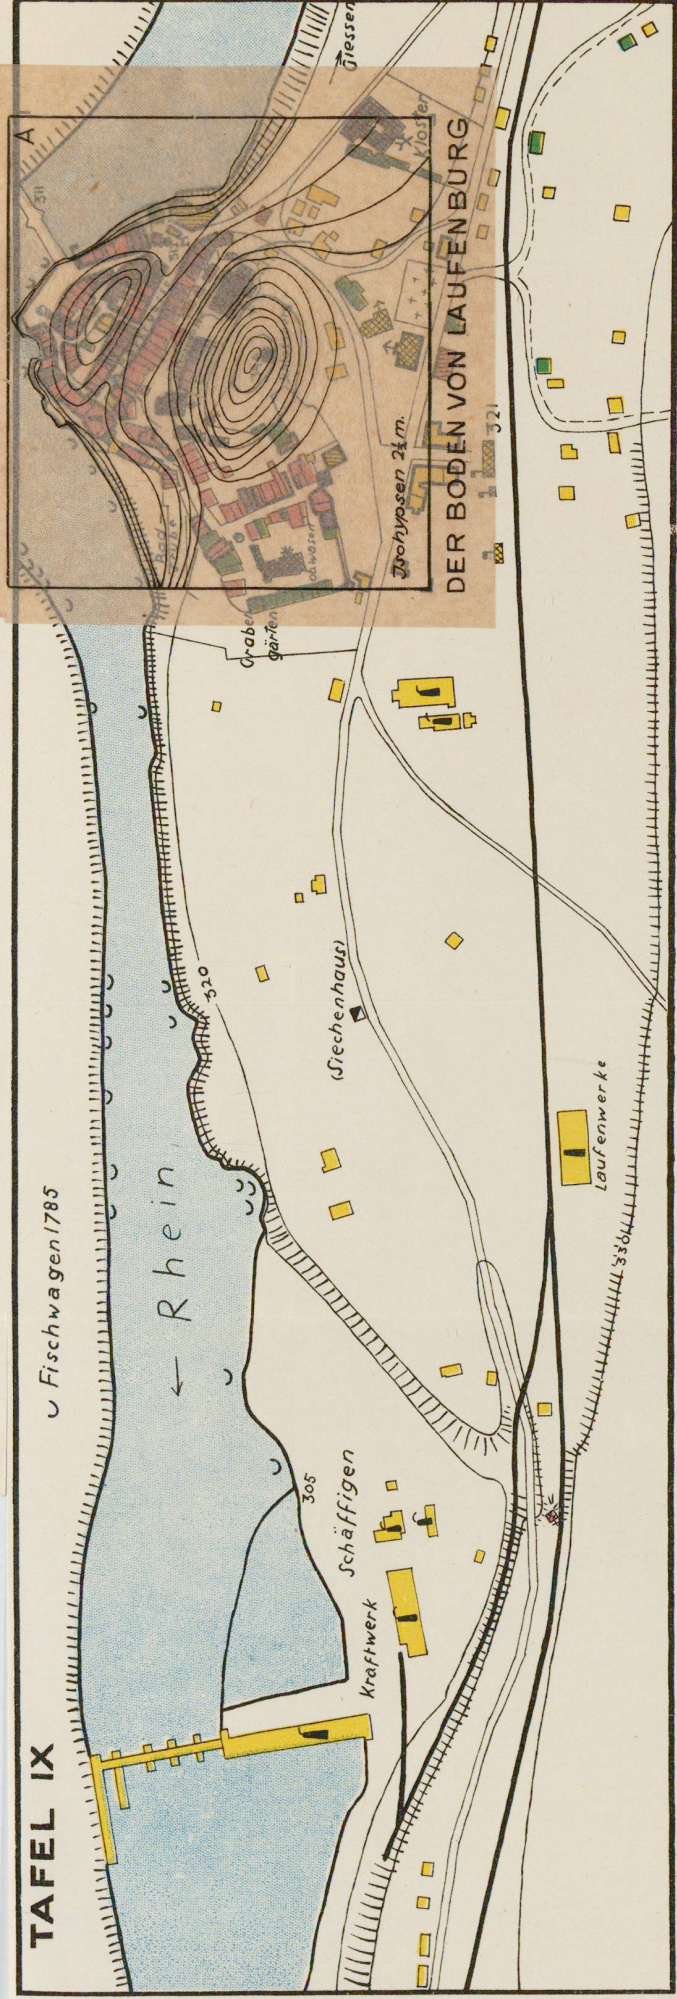 TAFEL IX
∪ Fischwagen 1785
← Rhein
305
Schäffigen
Kraftwerk
320
(Siechenhaus)
Laufenwerke
330
Graben
gärten
Bad-
stube
A
311
Kloster
Giessen
321
Isohypsen 2½ m.
DER BODEN VON LAUFENBURG